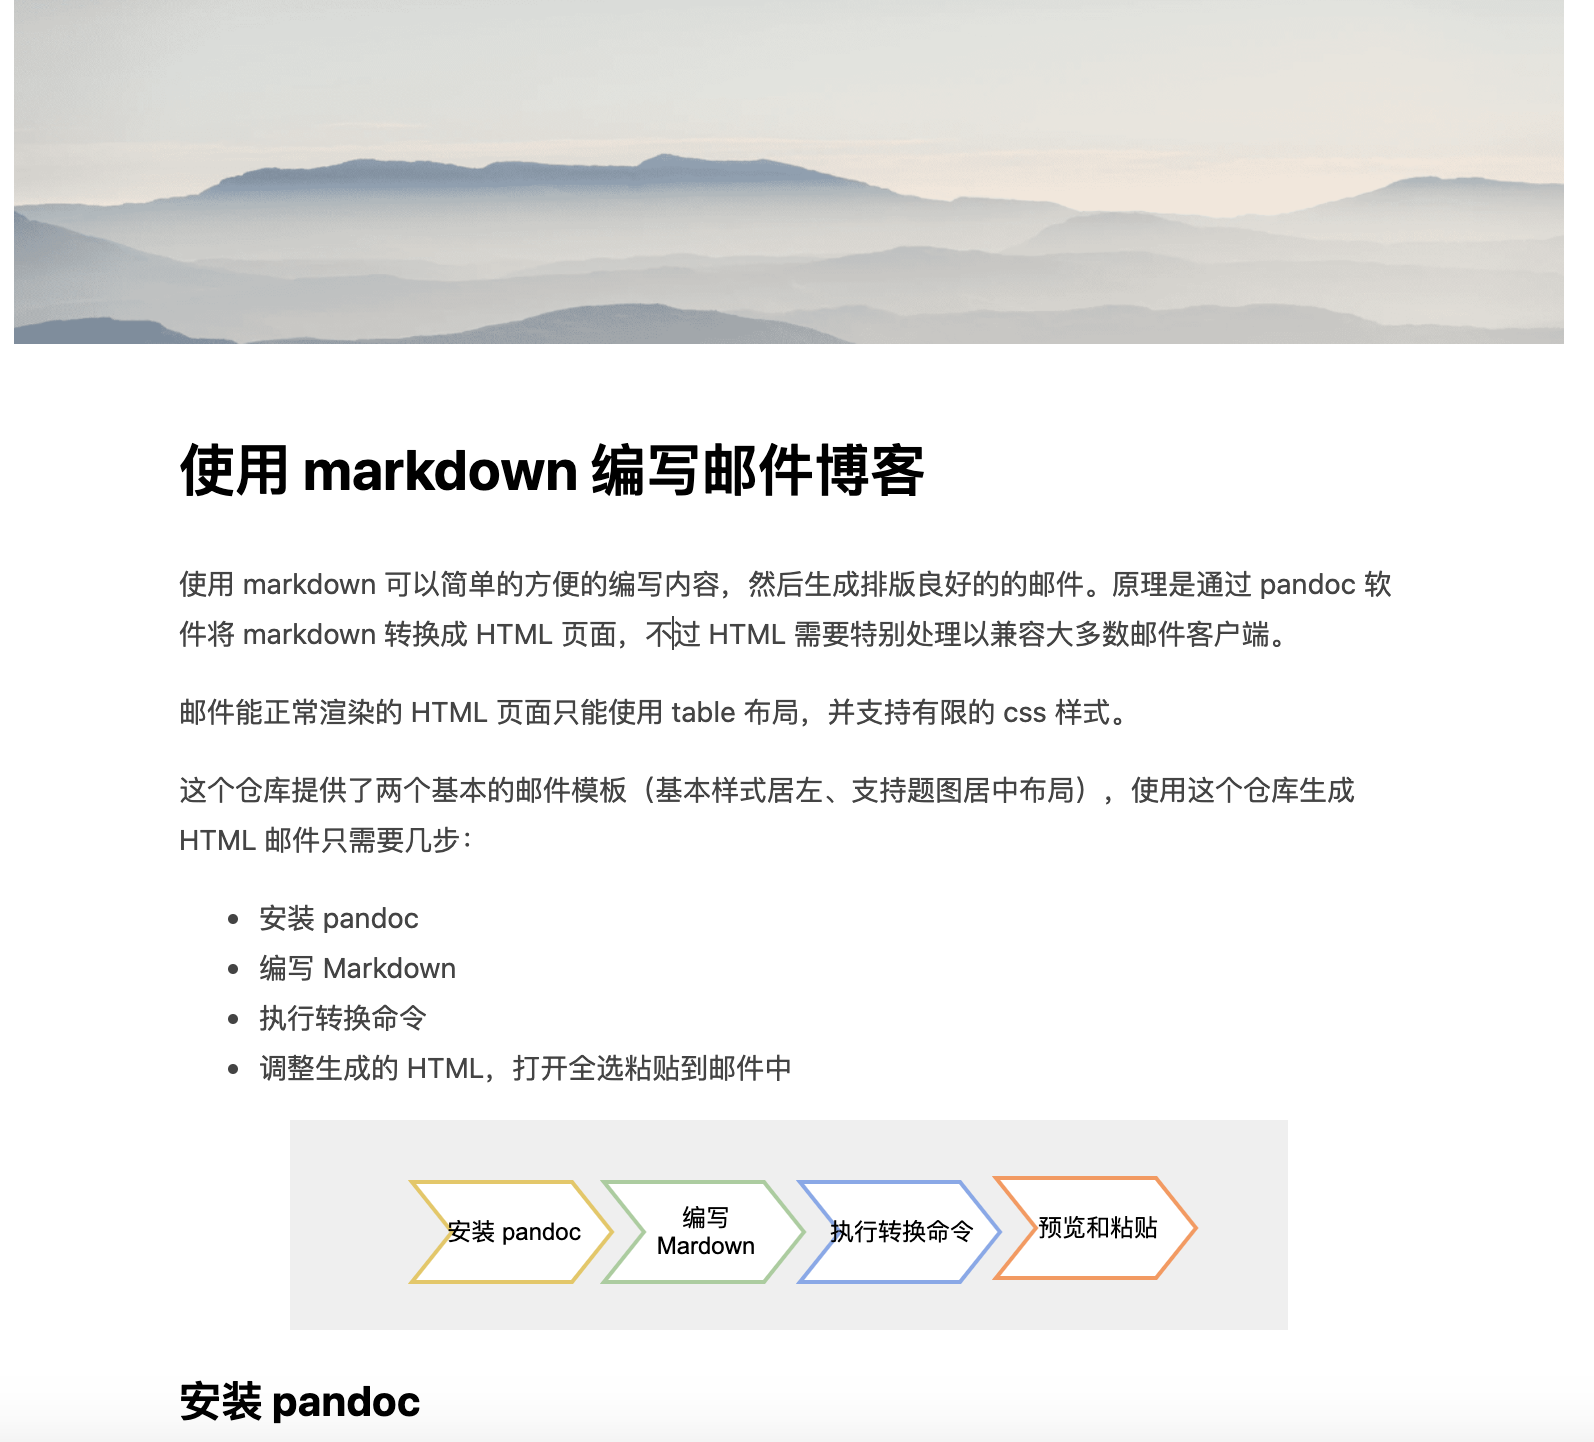 使用 markdown 编写邮件博客
使用 markdown 可以简单的方便的编写内容，然后生成排版良好的的邮件。原理是通过 pandoc 软
件将 markdown 转换成 HTML 页面，不过 HTML 需要特别处理以兼容大多数邮件客户端。
邮件能正常渲染的 HTML 页面只能使用 table 布局，并支持有限的 css 样式。
这个仓库提供了两个基本的邮件模板（基本样式居左、支持题图居中布局），使用这个仓库生成
HTML 邮件只需要几步：
• 安装 pandoc
• 编写 Markdown
• 执行转换命令
• 调整生成的 HTML，打开全选粘贴到邮件中
安装 pandoc
编写
Mardown
执行转换命令
预览和粘贴
安装 pandoc